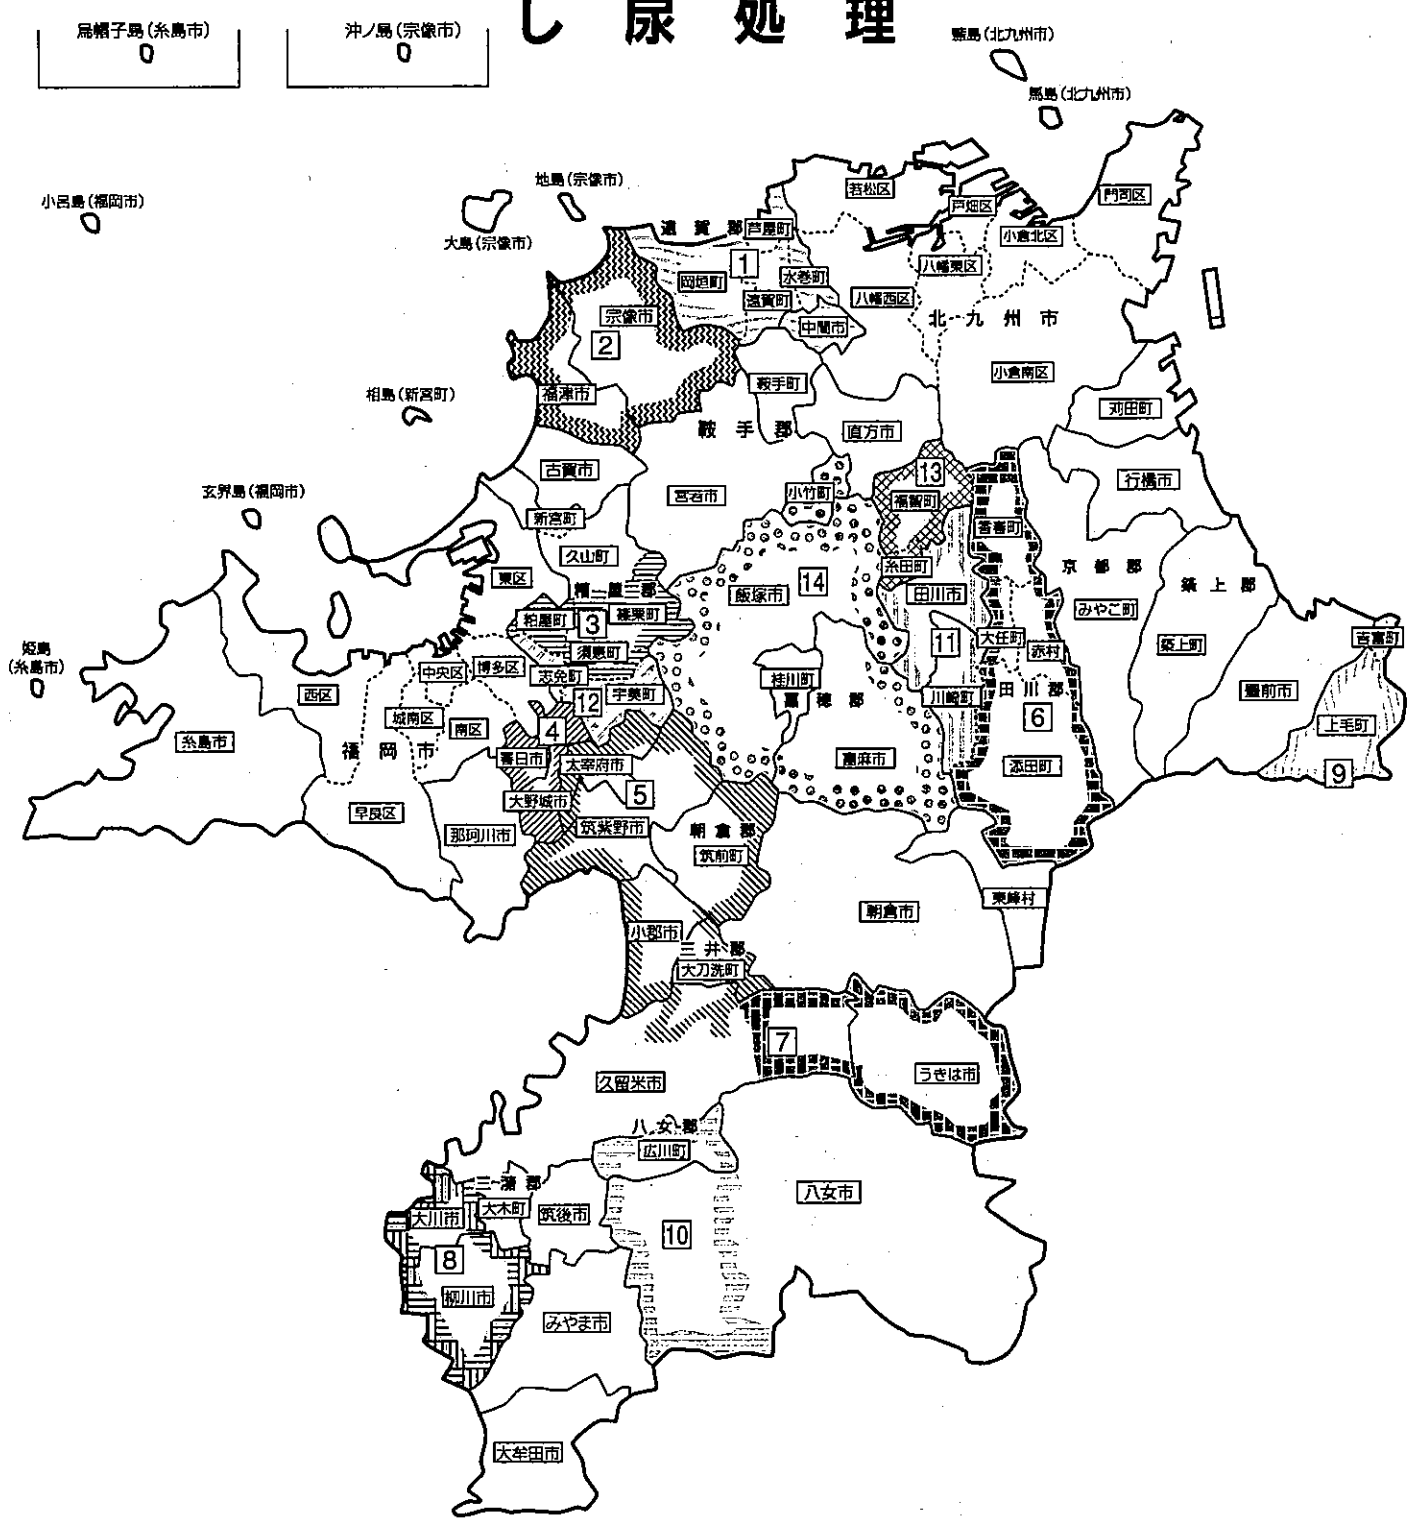 し尿処理
烏帽子島(糸島市)
沖ノ島(宗像市)
藍島(北九州市)
馬島(北九州市)
小呂島(福岡市)
地島(宗像市)
大島(宗像市)
若松区
戸畑区
門司区
遠賀郡
芦屋町
小倉北区
1
八幡東区
岡垣町
水巻町
遠賀町
八幡西区
宗像市
中間市
北九州市
2
小倉南区
鞍手町
福津市
相島(新宮町)
苅田町
鞍手郡
直方市
古賀市
13
行橋市
玄界島(福岡市)
宮若市
小竹町
福智町
新宮町
香春町
久山町
糸田町
京都郡
東区
糟屋郡
飯塚市
14
田川市
築上郡
みやこ町
粕屋町
3
篠栗町
大任町
11
赤村
築上町
吉富町
姫島
(糸島市)
須恵町
中央区
博多区
志免町
桂川町
西区
12
宇美町
嘉穂郡
川崎町
田川郡
豊前市
城南区
南区
4
6
上毛町
糸島市
福岡市
春日市
太宰府市
嘉麻市
添田町
9
大野城市
5
早良区
那珂川市
筑紫野市
朝倉郡
筑前町
東峰村
朝倉市
小郡市
三井郡
大刀洗町
7
うきは市
久留米市
八女郡
広川町
三潴郡
八女市
大川市
大木町
筑後市
10
8
柳川市
みやま市
大牟田市